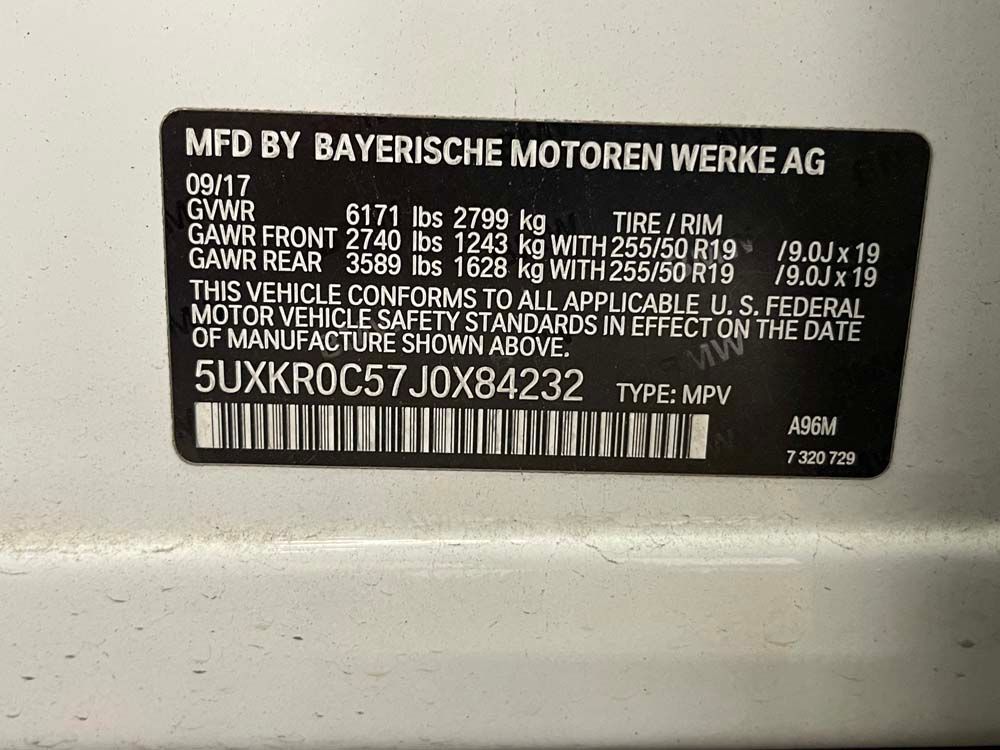 MFD BY BAYERISCHE MOTOREN WERKE AG
09/17
GVWR 6171 lbs 2799 kg TIRE / RIM
GAWR FRONT 2740 lbs 1243 kg WITH 255/50 R19 /9.0J x 19
GAWR REAR 3589 lbs 1628 kg WITH 255/50 R19 /9.0J x 19
THIS VEHICLE CONFORMS TO ALL APPLICABLE U. S. FEDERAL
MOTOR VEHICLE SAFETY STANDARDS IN EFFECT ON THE DATE
OF MANUFACTURE SHOWN ABOVE.
5UXKR0C57J0X84232 TYPE: MPV
A96M
7 320 729